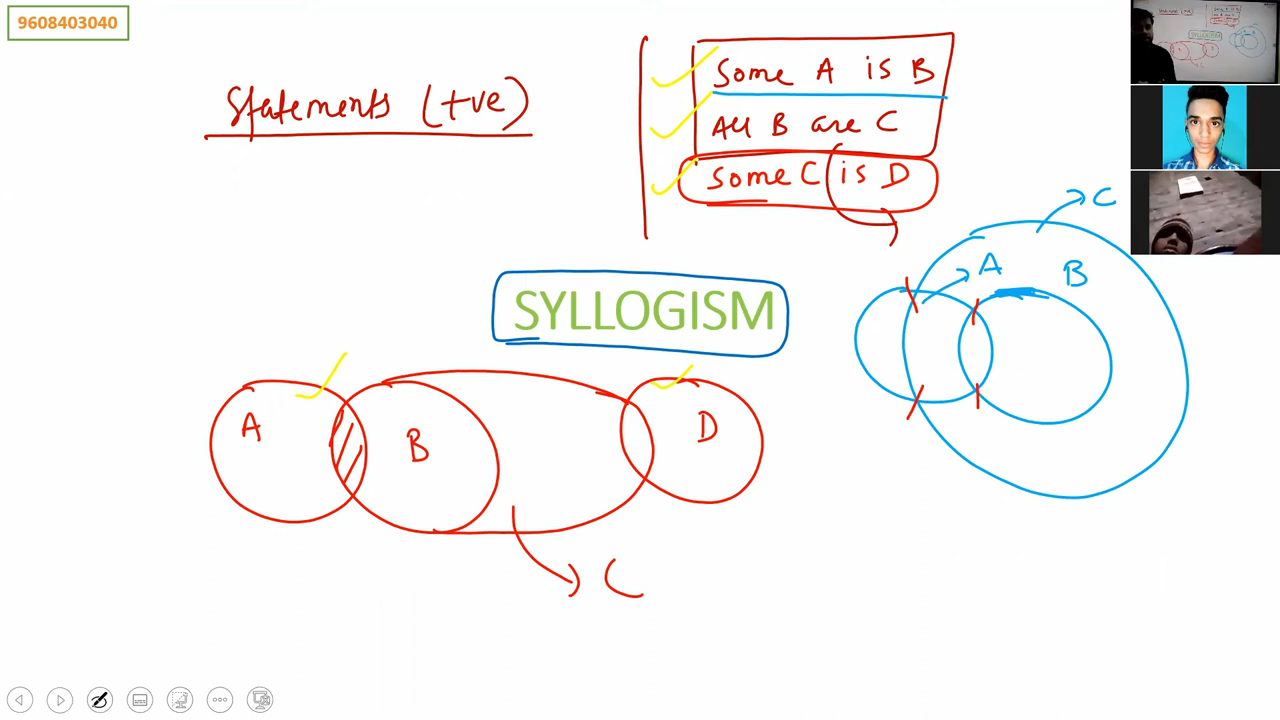 9608403040
Statements (+ve)
Some A is B
All B are C
Some C is D
C
A
B
SYLLOGISM
A
B
D
C